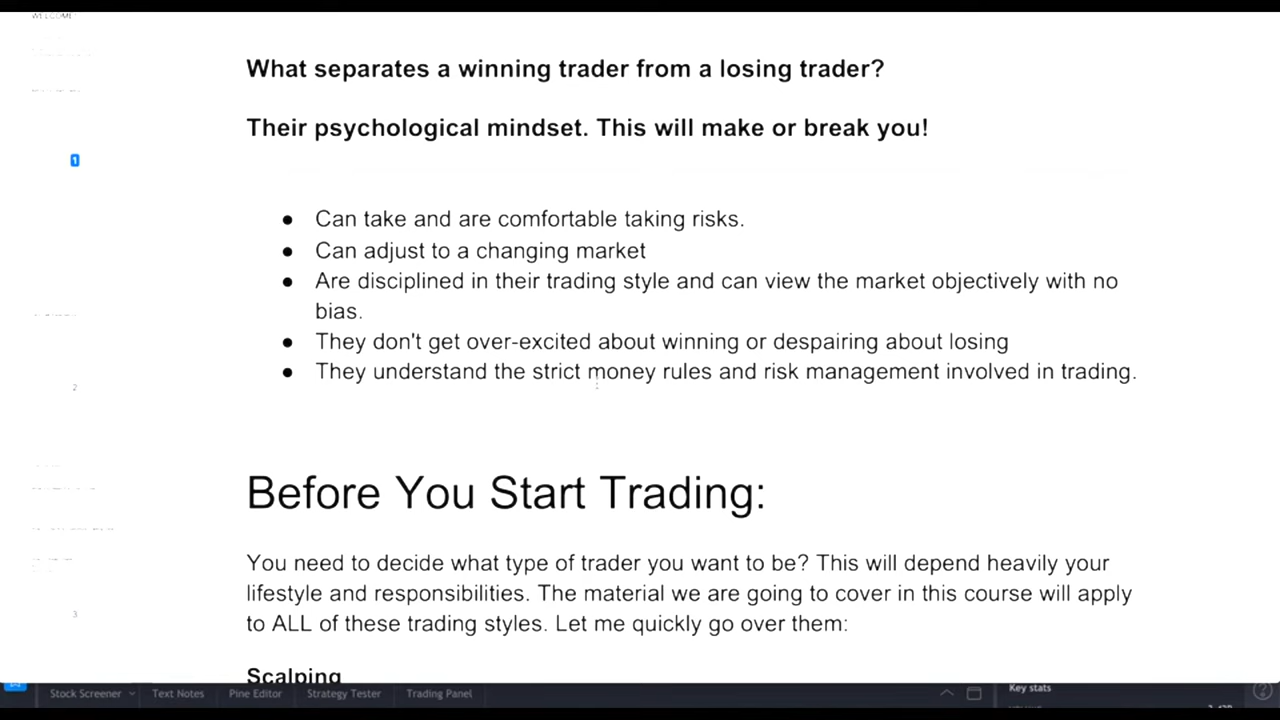 WELCOME!
What separates a winning trader from a losing trader?
Their psychological mindset. This will make or break you!
1
● Can take and are comfortable taking risks.
● Can adjust to a changing market
● Are disciplined in their trading style and can view the market objectively with no
bias.
● They don't get over-excited about winning or despairing about losing
2
● They understand the strict money rules and risk management involved in trading.
Before You Start Trading:
You need to decide what type of trader you want to be? This will depend heavily your
lifestyle and responsibilities. The material we are going to cover in this course will apply
3
to ALL of these trading styles. Let me quickly go over them:
Scalping
Stock Screener Text Notes Pine Editor Strategy Tester Trading Panel Key stats